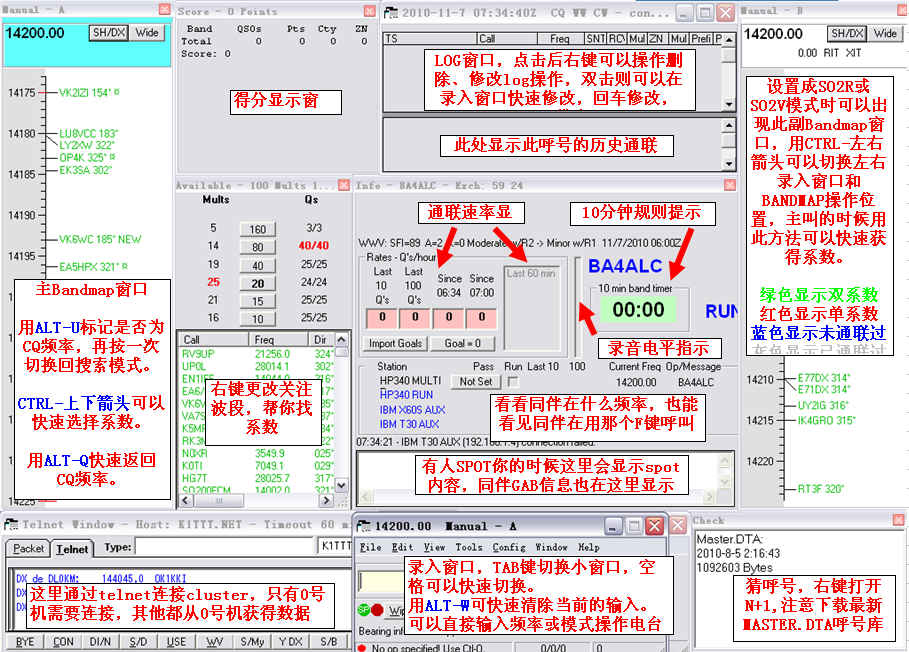 Manual - A
14200.00
SH/DX
Wide
14175
VK2IZI 154°
14180
LU8VCC 183°
LY2XW 322°
OP4K 325°
14185
EK3SA 302°
14190
VK6WC 185° NEW
14195
EA5HPX 321°
主Bandmap窗口
用ALT-U标记是否为
CQ频率，再按一次
切换回搜索模式。
CTRL-上下箭头可以
快速选择系数。
用ALT-Q快速返回
CQ频率。
14225
Score - 0 Points
Band QSOs Pts Cty ZN
Total 0 0 0 0
Score: 0
得分显示窗
2010-11-7 07:34:40Z CQ WW CW - con...
TS Call Freq SNT RC Mul ZN Mul Prefi P
LOG窗口，点击后右键可以操作删
除、修改log操作，双击则可以在
录入窗口快速修改，回车修改，
此处显示此呼号的历史通联
Manual - B
14200.00
SH/DX
Wide
0.00 RIT XIT
设置成SO2R或
SO2V模式时可以出
现此副Bandmap窗
口，用CTRL-左右
箭头可以切换左右
录入窗口和
BANDMAP操作位
置，主叫的时候用
此方法可以快速获
得系数。
绿色显示双系数
红色显示单系数
蓝色显示未通联过
灰色显示已通联过
14210
E77DX 314°
E71DX 314°
UY2IG 316°
14215
IK4GRO 315°
14220
RT3F 320°
Available - 100 Mults 1...
Mults Qs
5 160 3/3
14 80 40/40
19 40 25/25
25 20 24/24
21 15 25/25
16 10 25/25
Call Freq Dir
RV9UP 21256.0 324°
UP0L 28014.1 302°
右键更改关注
波段，帮你找
系数
N0XR 3549.9 025°
K0TI 7049.1 029°
HG7T 28025.7 317°
SO200FCM 14002.0 321°
Info - BA4ALC - Exch: 59 24
通联速率显
10分钟规则提示
WWV: SFI=89 A=2 K=0 Moderate w/R2 -> Minor w/R1 11/7/2010 06:00Z
Rates - Q's/hour
Last 10 Q's
Last 100 Q's
Since 06:34
Since 07:00
0 0 0 0
Import Goals
Goal = 0
Last 60 min
BA4ALC
10 min band timer
00:00
RUN
录音电平指示
Station Pass Run Last 10 100 Current Freq Op/Message
HP340 MULTI Not Set 14200.00 BA4ALC
HP340 RUN
IBM X60S AUX
IBM T30 AUX
看看同伴在什么频率，也能
看见同伴在用那个F键呼叫
07:34:21 - IBM T30 AUX (192.168.1.4) connection failed.
有人SPOT你的时候这里会显示spot
内容，同伴GAB信息也在这里显示
Telnet Window - Host: K1TTT.NET - Timeout 60 m
Packet
Telnet
Type:
K1TTT
DX de DL0KM: 144045.0 OK1KKI
DX
DX
这里通过telnet连接cluster，只有0号
机需要连接，其他都从0号机获得数据
BYE CON DI/N S/D USE WV S/My Y DX S/B
14200.00 Manual - A
File Edit View Tools Config Window Help
录入窗口，TAB键切换小窗口，空
格可以快速切换。
用ALT-W可快速清除当前的输入。
可以直接输入频率或模式操作电台
SP
Wip
Bearing inf
No op specified! Use Ctl-O.
0/0/0
0
Check
Master.DTA:
2010-8-5 2:16:43
1092603 Bytes
猜呼号，右键打开
N+1,注意下载最新
MASTER.DTA呼号库